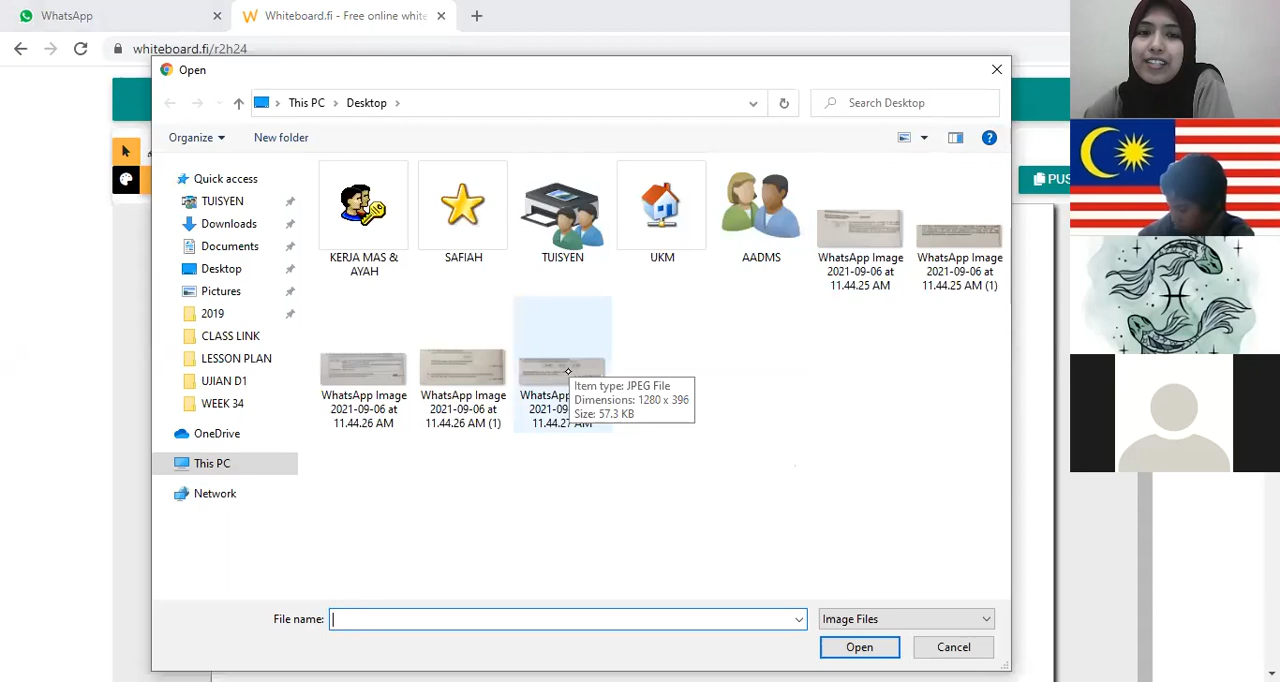 WhatsApp
Whiteboard.fi - Free online white
whiteboard.fi/r2h24
Open
This PC
Desktop
Search Desktop
Organize
New folder
Quick access
TUISYEN
Downloads
Documents
Desktop
Pictures
2019
CLASS LINK
LESSON PLAN
UJIAN D1
WEEK 34
OneDrive
This PC
Network
KERJA MAS &
AYAH
SAFIAH
TUISYEN
UKM
AADMS
WhatsApp Image
2021-09-06 at
11.44.25 AM
WhatsApp Image
2021-09-06 at
11.44.25 AM (1)
WhatsApp Image
2021-09-06 at
11.44.26 AM
WhatsApp Image
2021-09-06 at
11.44.26 AM (1)
WhatsApp
2021-09
11.44.27 AM
Item type: JPEG File
Dimensions: 1280 x 396
Size: 57.3 KB
PUS
File name:
Image Files
Open
Cancel